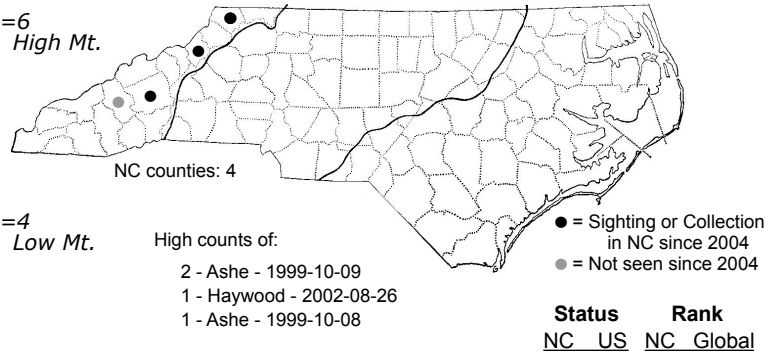 =6
High Mt.
NC counties: 4
=4
Low Mt.
High counts of:
2 - Ashe - 1999-10-09
1 - Haywood - 2002-08-26
1 - Ashe - 1999-10-08
= Sighting or Collection
in NC since 2004
= Not seen since 2004
Status Rank
NC US NC Global